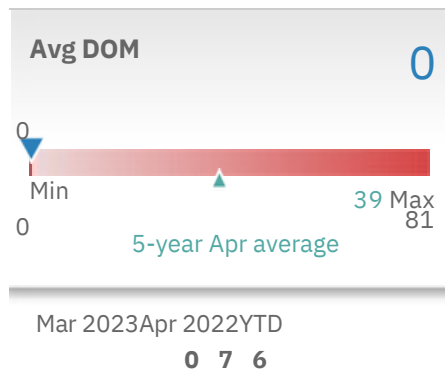 Avg DOM 0
0
Min
39 Max
0 81
5-year Apr average
Mar 2023Apr 2022YTD
0 7 6